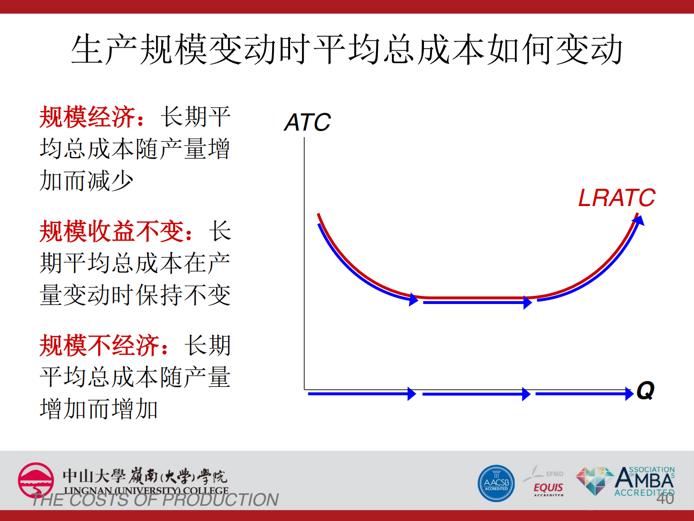 生产规模变动时平均总成本如何变动
规模经济：长期平
均总成本随产量增
加而减少
规模收益不变：长
期平均总成本在产
量变动时保持不变
规模不经济：长期
平均总成本随产量
增加而增加
ATC
LRATC
Q
中山大學嶺南(大學)學院
LINGNAN (UNIVERSITY) COLLEGE
THE COSTS OF PRODUCTION
AACSB
ACCREDITED
EFMD
EQUIS
ACCREDITED
ASSOCIATION
AMBA
ACCREDITED
40